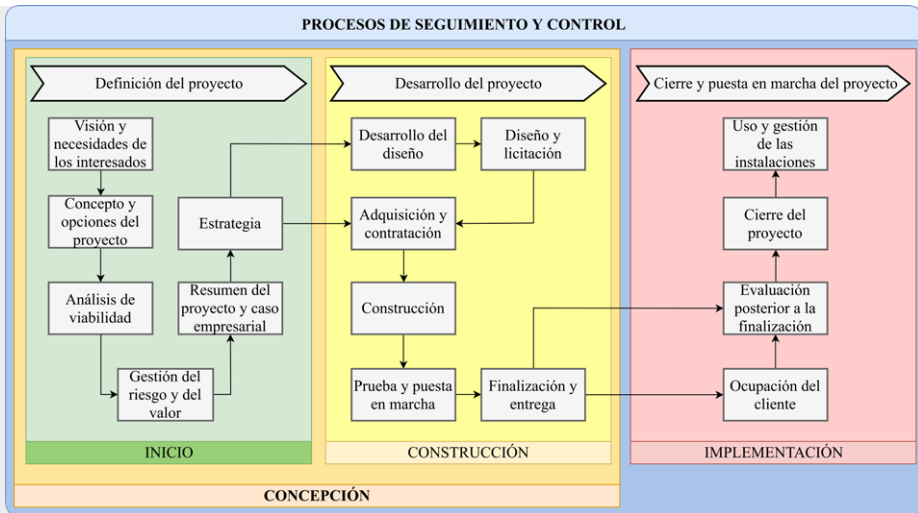 PROCESOS DE SEGUIMIENTO Y CONTROL
Definición del proyecto
Visión y
necesidades de
los interesados
Concepto y
opciones del
proyecto
Análisis de
viabilidad
Gestión del
riesgo y del
valor
Resumen del
proyecto y caso
empresarial
Estrategia
INICIO
Desarrollo del proyecto
Desarrollo del
diseño
Diseño y
licitación
Adquisición y
contratación
Construcción
Prueba y puesta
en marcha
Finalización y
entrega
CONSTRUCCIÓN
CONCEPCIÓN
Cierre y puesta en marcha del proyecto
Uso y gestión
de las
instalaciones
Cierre del
proyecto
Evaluación
posterior a la
finalización
Ocupación del
cliente
IMPLEMENTACIÓN